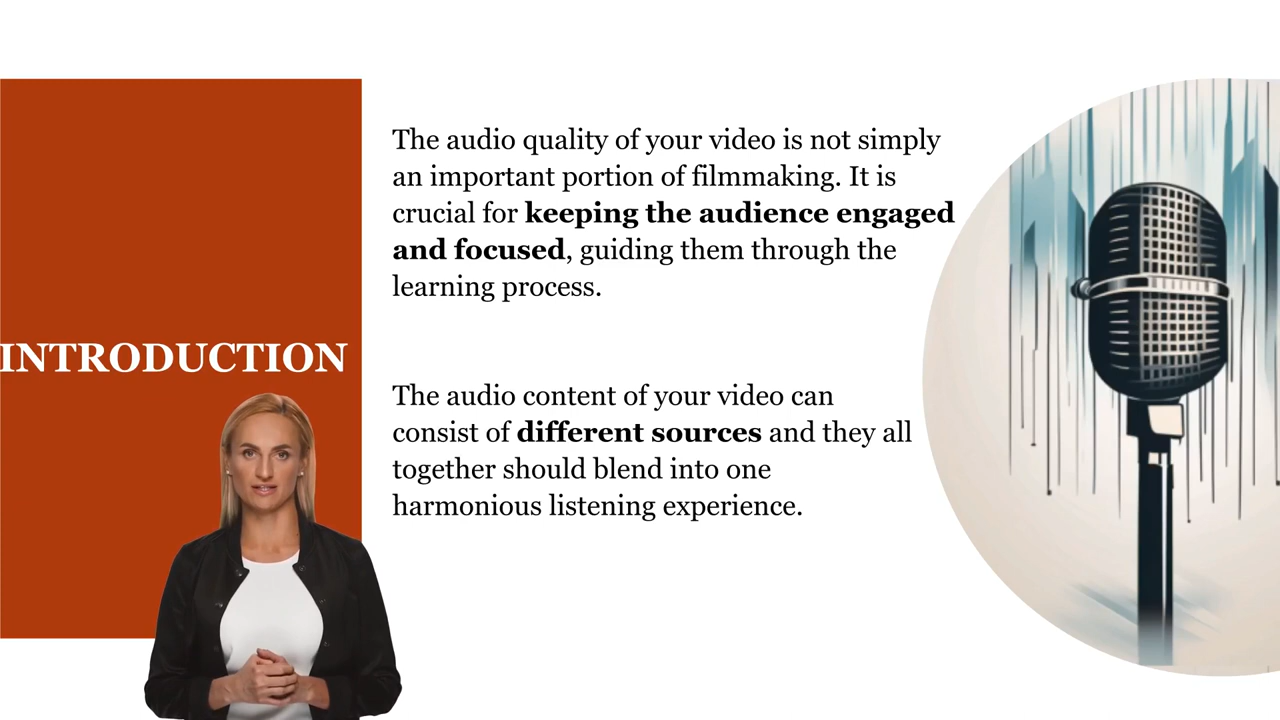 INTRODUCTION
The audio quality of your video is not simply
an important portion of filmmaking. It is
crucial for keeping the audience engaged
and focused, guiding them through the
learning process.
The audio content of your video can
consist of different sources and they all
together should blend into one
harmonious listening experience.